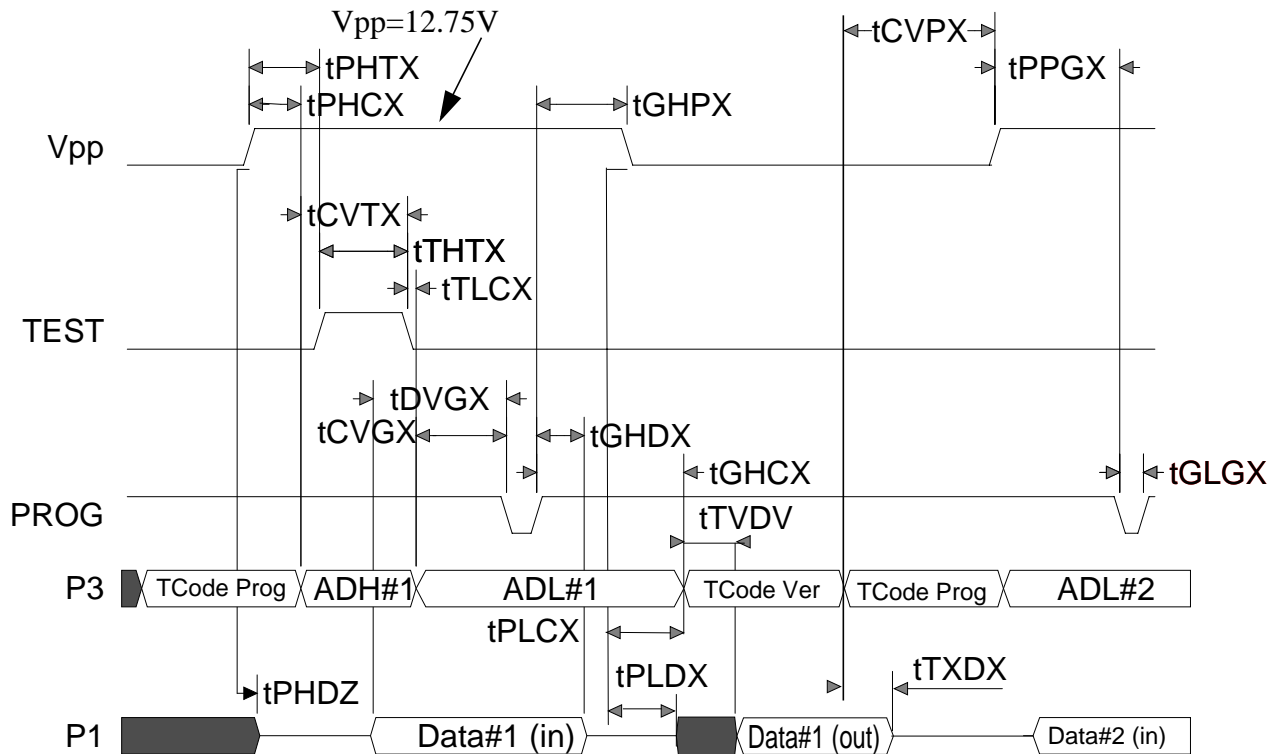 Vpp=12.75V
tCVPX
tPHTX
tPPGX
tPHCX
tGHPX
Vpp
tCVTX
tTHTX
tTLCX
TEST
tDVGX
tCVGX
tGHDX
tGHCX
tGLGX
PROG
tTVDV
P3
TCode Prog
ADH#1
ADL#1
TCode Ver
TCode Prog
ADL#2
tPLCX
tPLDX
tTXDX
tPHDZ
P1
Data#1 (in)
Data#1 (out)
Data#2 (in)